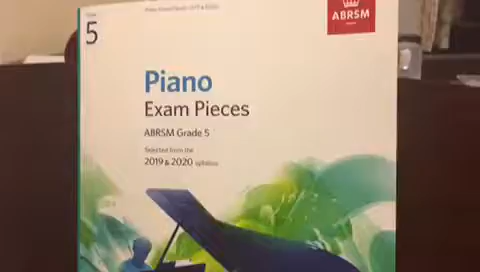 5
ABRSM
Piano
Exam Pieces
ABRSM Grade 5
Selected from the
2019 & 2020 syllabus